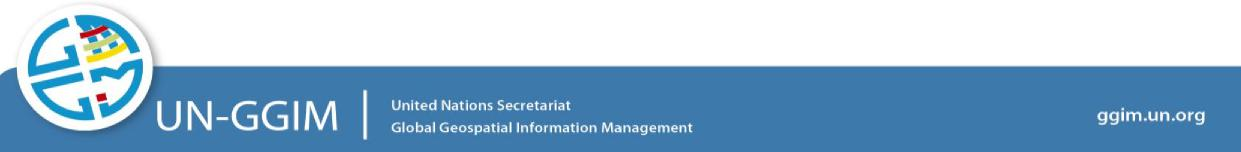 UN-GGIM
United Nations Secretariat
Global Geospatial Information Management
ggim.un.org